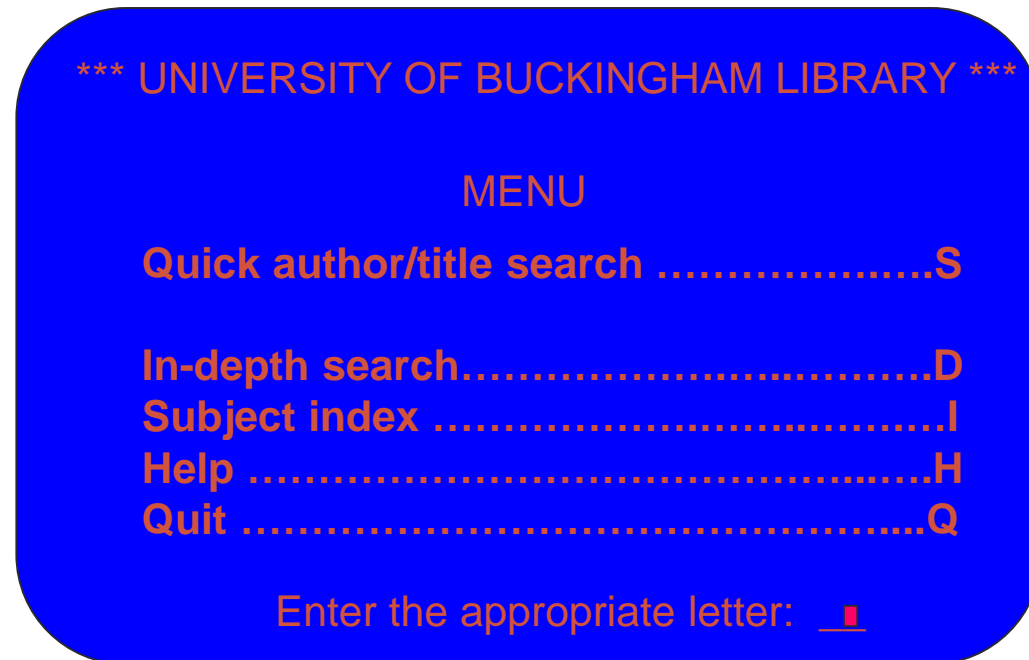 *** UNIVERSITY OF BUCKINGHAM LIBRARY ***
MENU
Quick author/title search ……………..….S
In-depth search……………….…...……….D
Subject index ……………….……..………I
Help …………………………………....….H
Quit ………………………………………....Q
Enter the appropriate letter: __